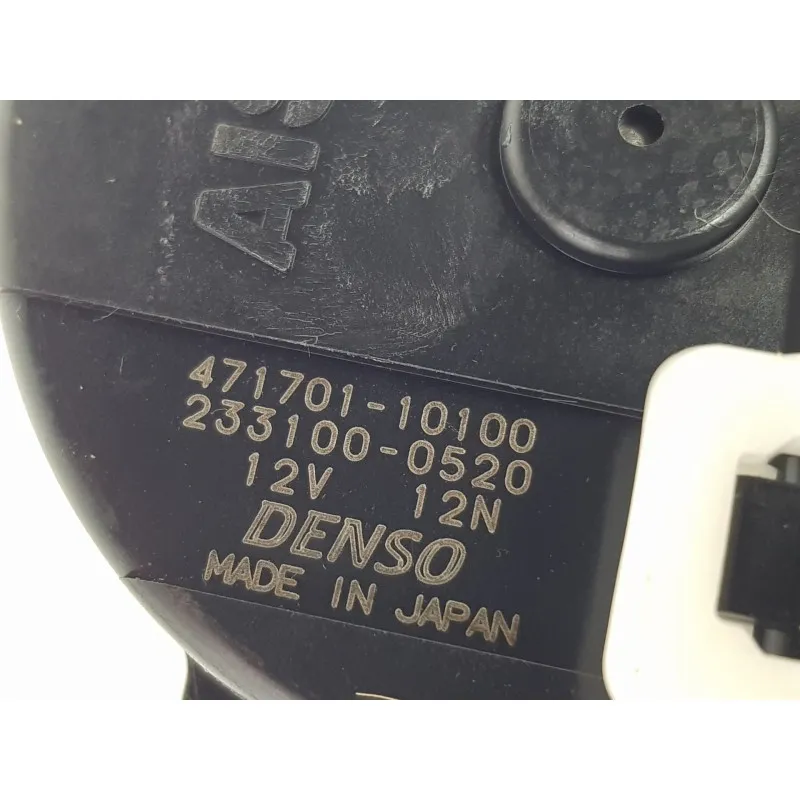 471701-10100
233100-0520
12V 12N
DENSO
MADE IN JAPAN